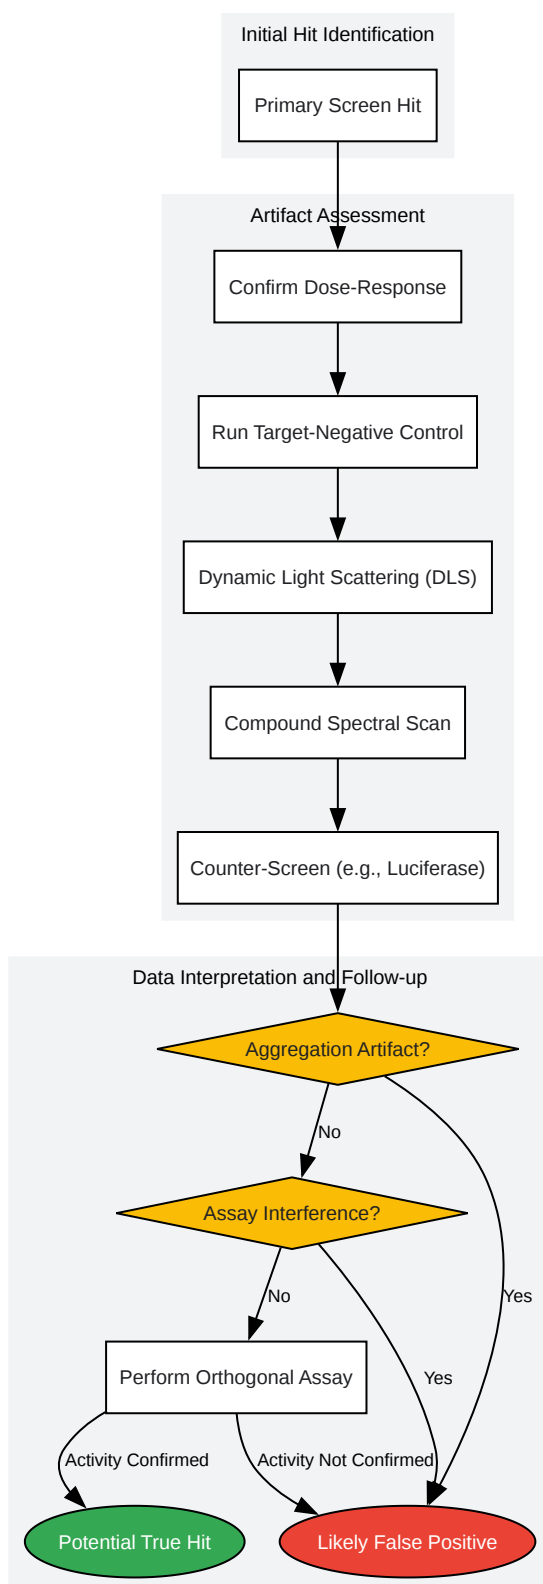 Initial Hit Identification
Primary Screen Hit
Artifact Assessment
Confirm Dose-Response
Run Target-Negative Control
Dynamic Light Scattering (DLS)
Compound Spectral Scan
Counter-Screen (e.g., Luciferase)
Data Interpretation and Follow-up
Aggregation Artifact?
No
Assay Interference?
Yes
No
Yes
Perform Orthogonal Assay
Activity Confirmed
Activity Not Confirmed
Potential True Hit
Likely False Positive